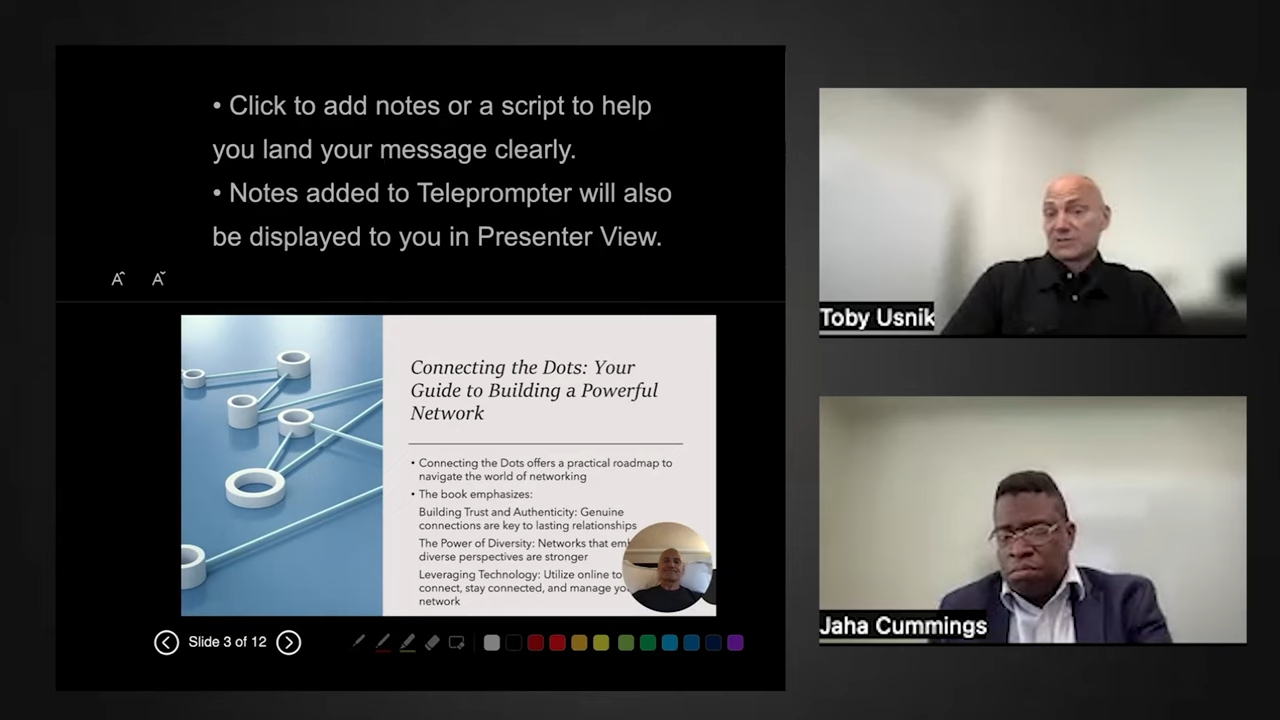 • Click to add notes or a script to help
you land your message clearly.
• Notes added to Teleprompter will also
be displayed to you in Presenter View.
Connecting the Dots: Your
Guide to Building a Powerful
Network
• Connecting the Dots offers a practical roadmap to
navigate the world of networking
• The book emphasizes:
Building Trust and Authenticity: Genuine
connections are key to lasting relationships
The Power of Diversity: Networks that
diverse perspectives are stronger
Leveraging Technology: Utilize online
connect, stay connected, and manage
network
Slide 3 of 12
Toby Usnik
Jaha Cummings